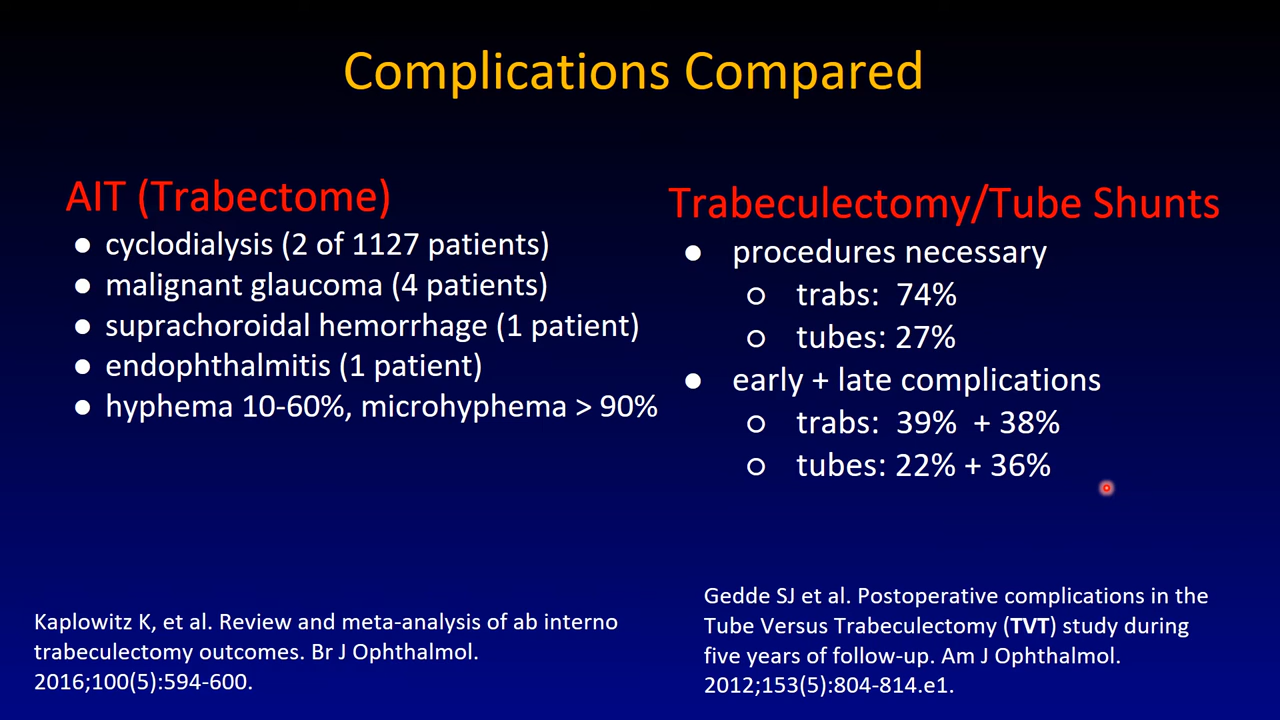 Complications Compared
AIT (Trabectome)
● cyclodialysis (2 of 1127 patients)
● malignant glaucoma (4 patients)
● suprachoroidal hemorrhage (1 patient)
● endophthalmitis (1 patient)
● hyphema 10-60%, microhyphema > 90%
Kaplowitz K, et al. Review and meta-analysis of ab interno
trabeculectomy outcomes. Br J Ophthalmol.
2016;100(5):594-600.
Trabeculectomy/Tube Shunts
● procedures necessary
○ trabs: 74%
○ tubes: 27%
● early + late complications
○ trabs: 39% + 38%
○ tubes: 22% + 36%
Gedde SJ et al. Postoperative complications in the
Tube Versus Trabeculectomy (TVT) study during
five years of follow-up. Am J Ophthalmol.
2012;153(5):804-814.e1.